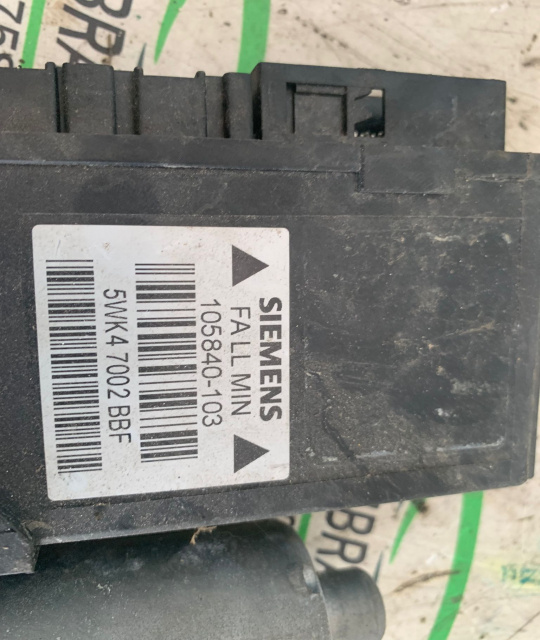 SIEMENS
FA LL MIN
105840-103
5WK4 7002 BBF